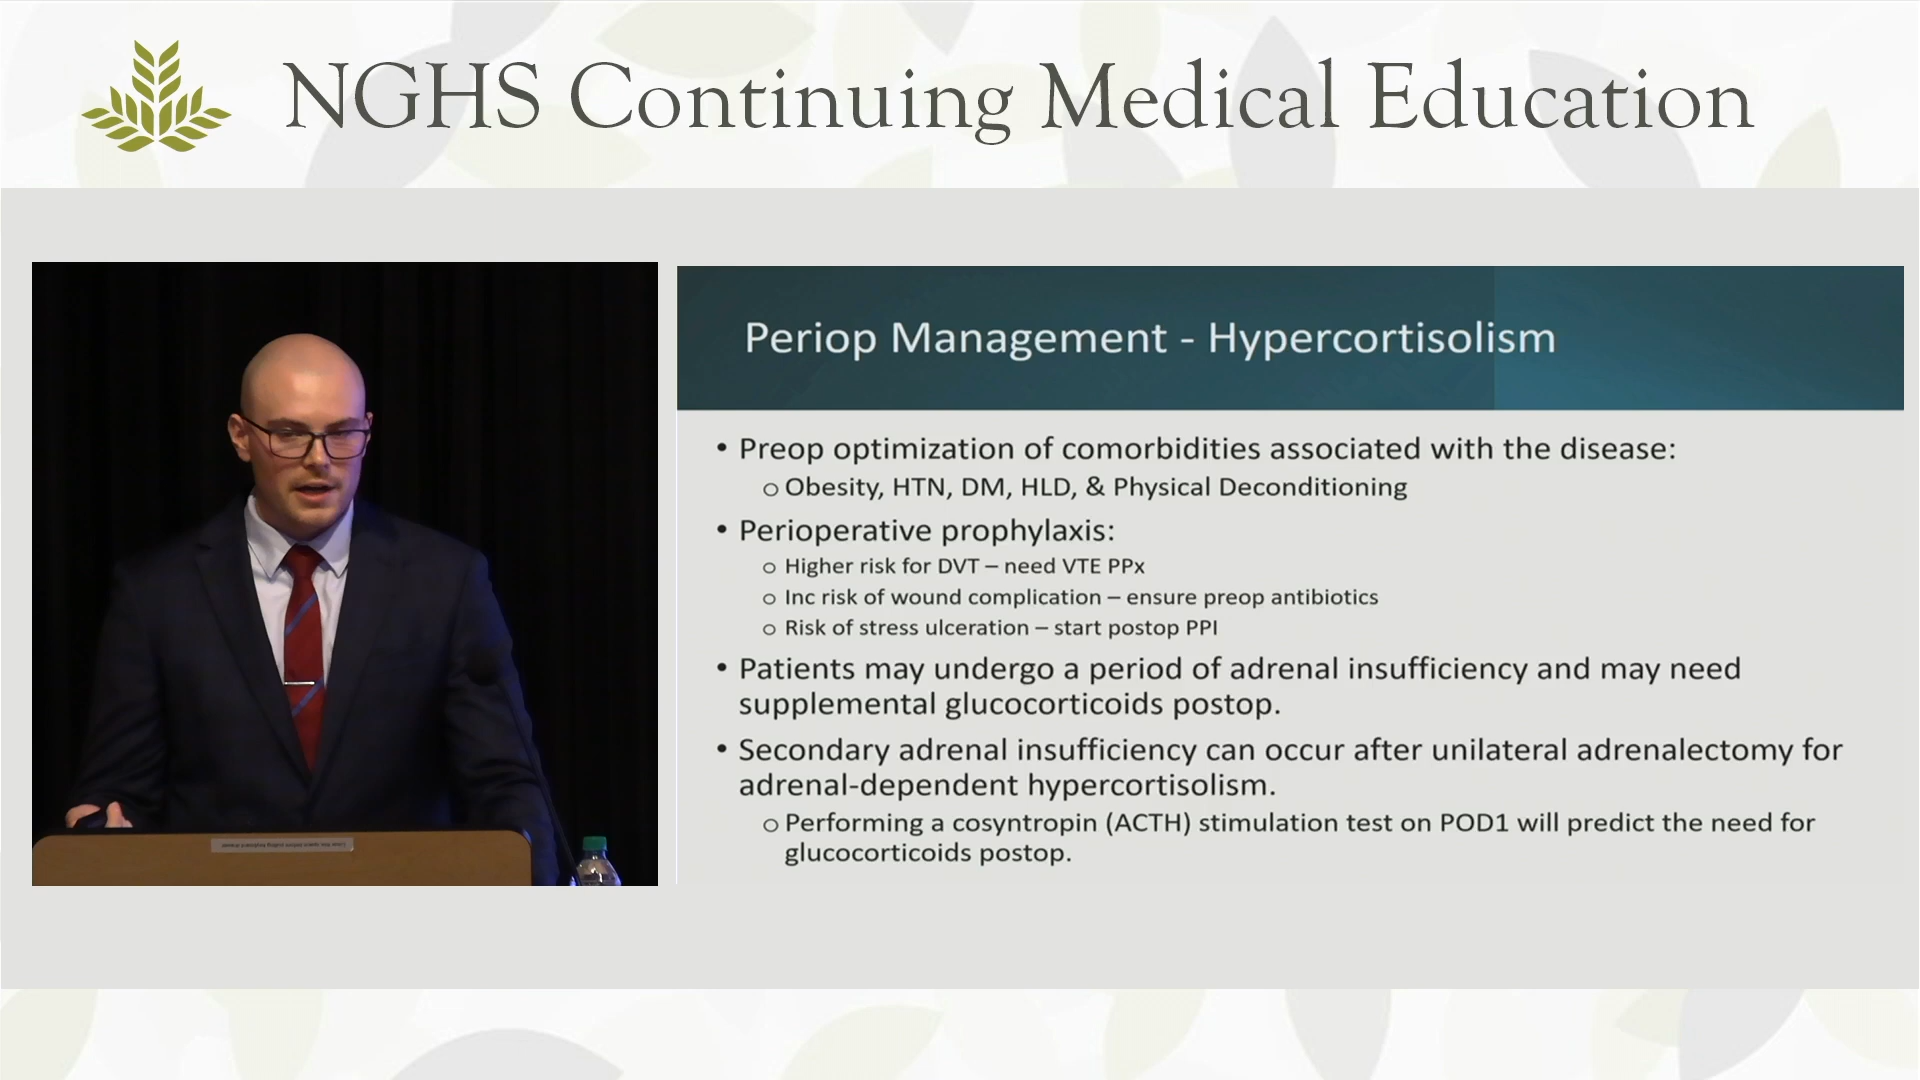 NGHS Continuing Medical Education
Periop Management - Hypercortisolism
• Preop optimization of comorbidities associated with the disease:
o Obesity, HTN, DM, HLD, & Physical Deconditioning
• Perioperative prophylaxis:
o Higher risk for DVT – need VTE PPx
o Inc risk of wound complication – ensure preop antibiotics
o Risk of stress ulceration – start postop PPI
• Patients may undergo a period of adrenal insufficiency and may need
supplemental glucocorticoids postop.
• Secondary adrenal insufficiency can occur after unilateral adrenalectomy for
adrenal-dependent hypercortisolism.
o Performing a cosyntropin (ACTH) stimulation test on POD1 will predict the need for
glucocorticoids postop.